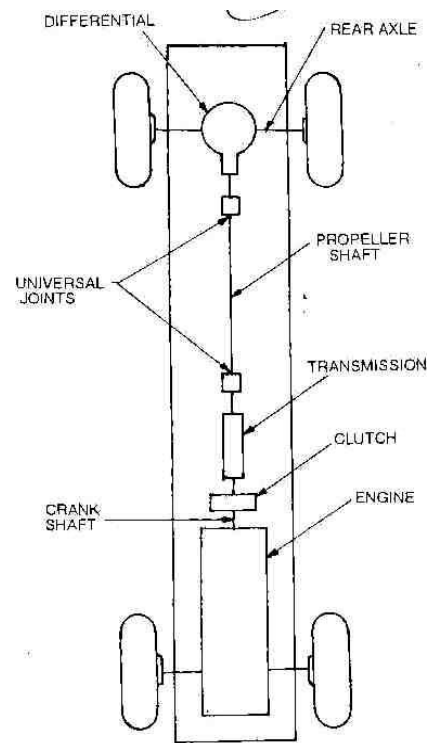 DIFFERENTIAL
REAR AXLE
PROPELLER
SHAFT
UNIVERSAL
JOINTS
TRANSMISSION
CLUTCH
ENGINE
CRANK
SHAFT